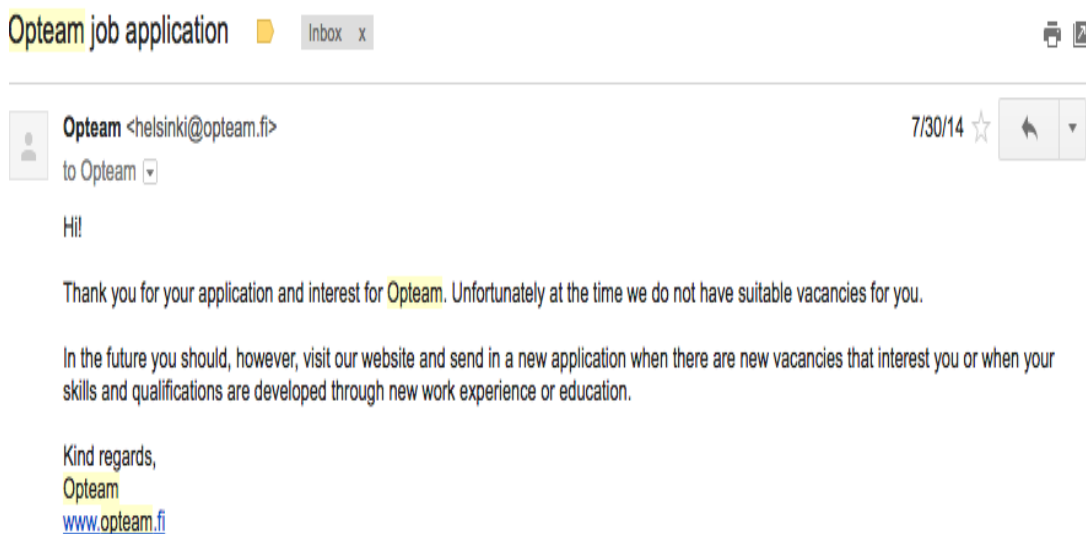 Opteam job application Inbox x
Opteam <helsinki@opteam.fi> 7/30/14
to Opteam
Hi!
Thank you for your application and interest for Opteam. Unfortunately at the time we do not have suitable vacancies for you.
In the future you should, however, visit our website and send in a new application when there are new vacancies that interest you or when your
skills and qualifications are developed through new work experience or education.
Kind regards,
Opteam
www.opteam.fi